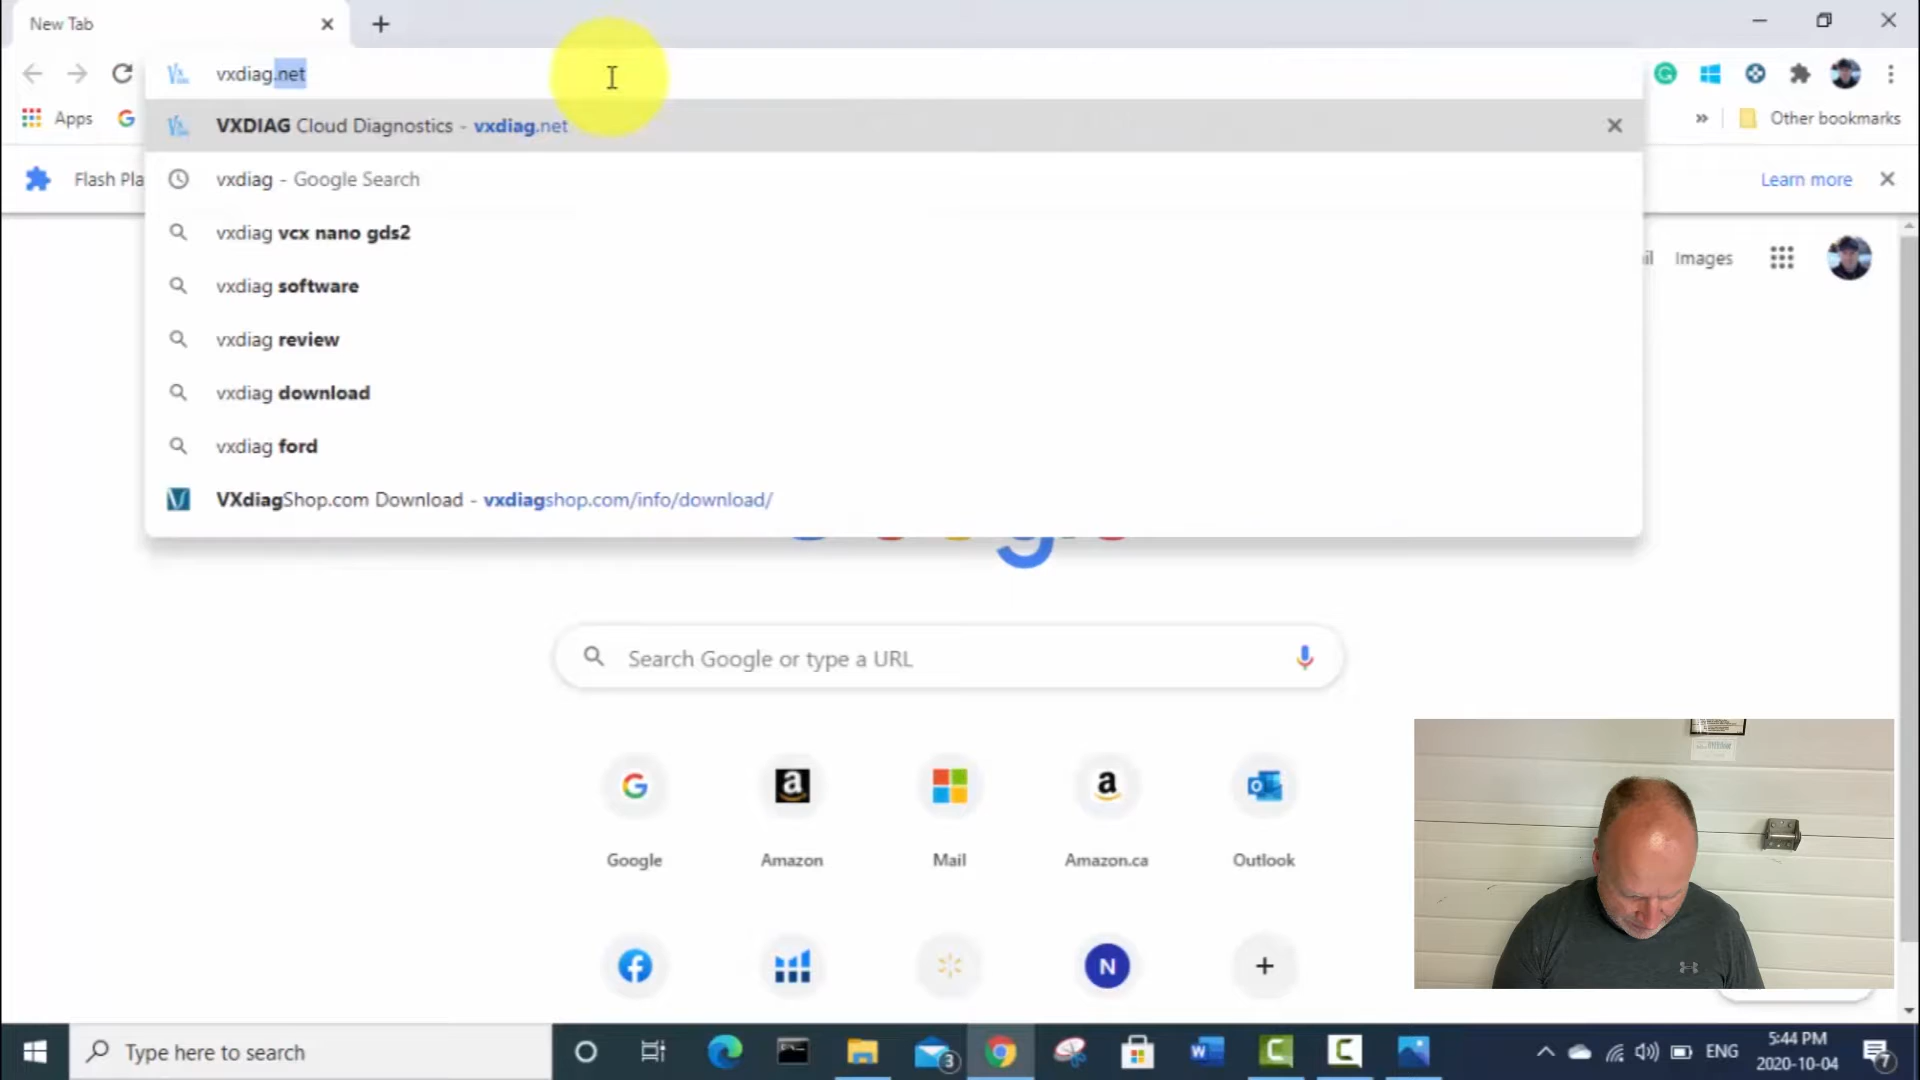 New Tab
vxdiag.net
VXDIAG Cloud Diagnostics - vxdiag.net
Apps
Other bookmarks
vxdiag - Google Search
Flash Pla
Learn more
vxdiag vcx nano gds2
Images
vxdiag software
vxdiag review
vxdiag download
vxdiag ford
VXdiagShop.com Download - vxdiagshop.com/info/download/
Search Google or type a URL
Google
Amazon
Mail
Amazon.ca
Outlook
N
Type here to search
3
ENG
5:44 PM
2020-10-04
7